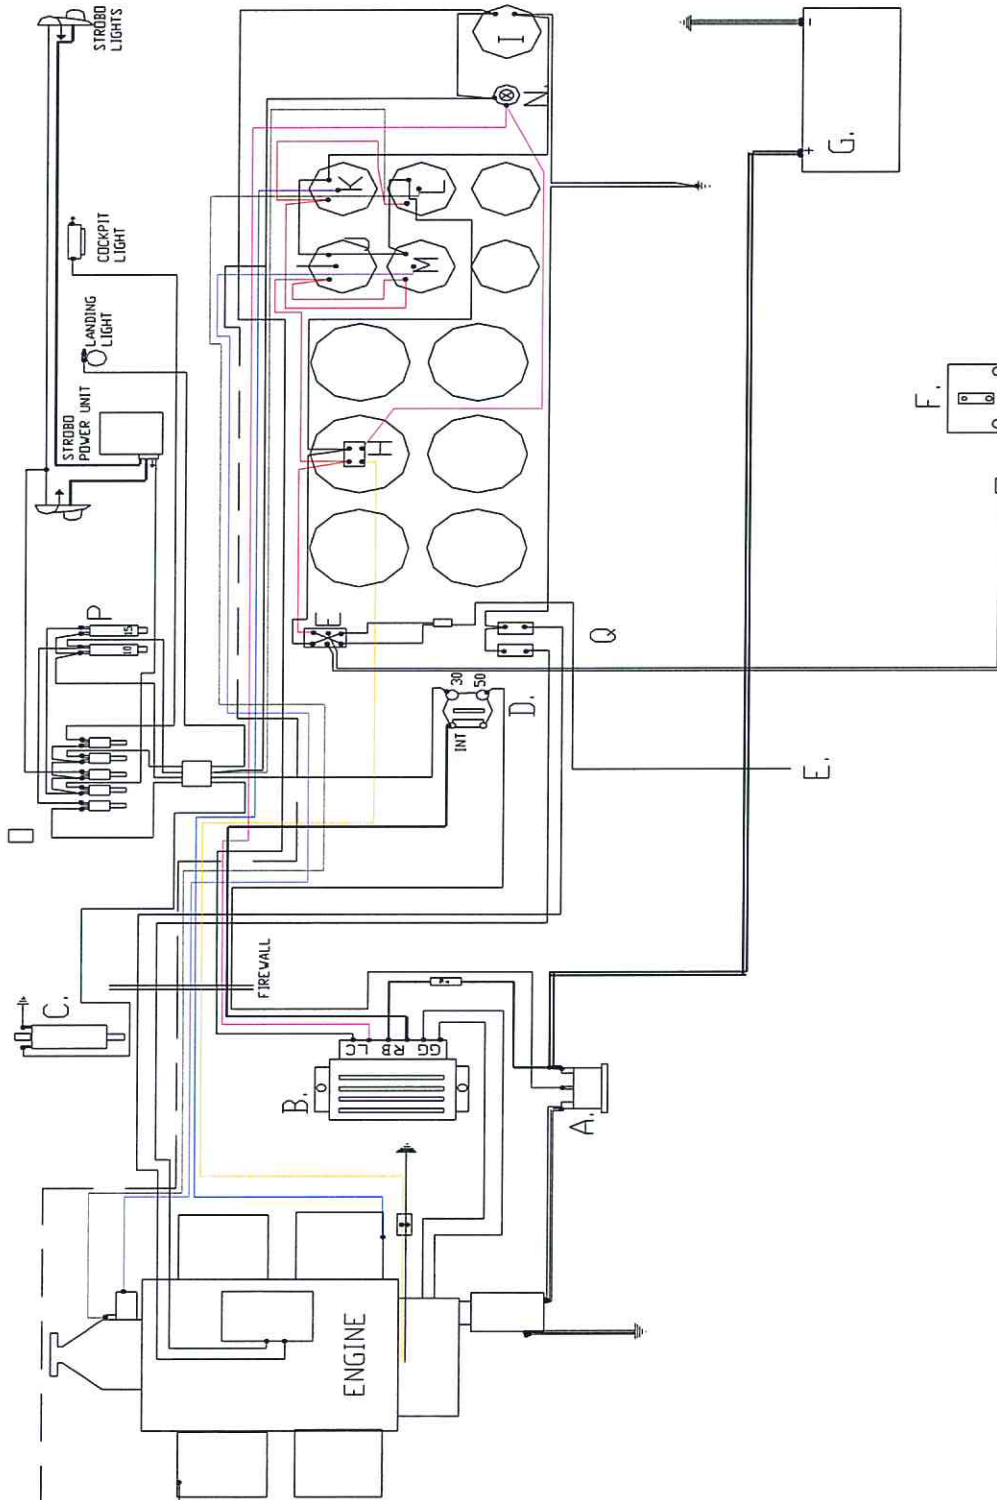 STROBO
LIGHTS
COCKPIT
LIGHT
LANDING
LIGHT
STROBO
POWER UNIT
I
N.
K
L
J
M
H
G.
-
+
F.
P
15
10
E
Q
30
50
INT
D.
E.
O
C.
FIREWALL
B.
LC
RB
GG
A.
ENGINE